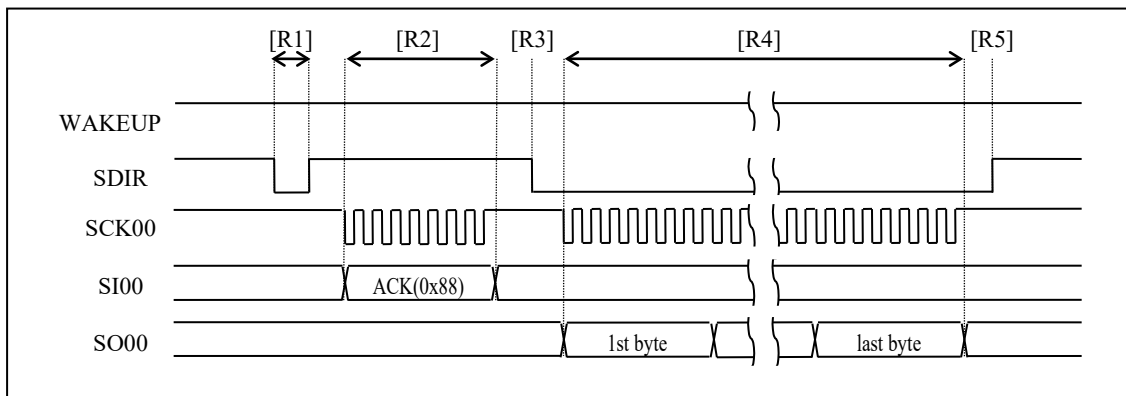 [R1] [R2] [R3] [R4] [R5]
WAKEUP
SDIR
SCK00
SI00 ACK(0x88)
SO00 1st byte last byte